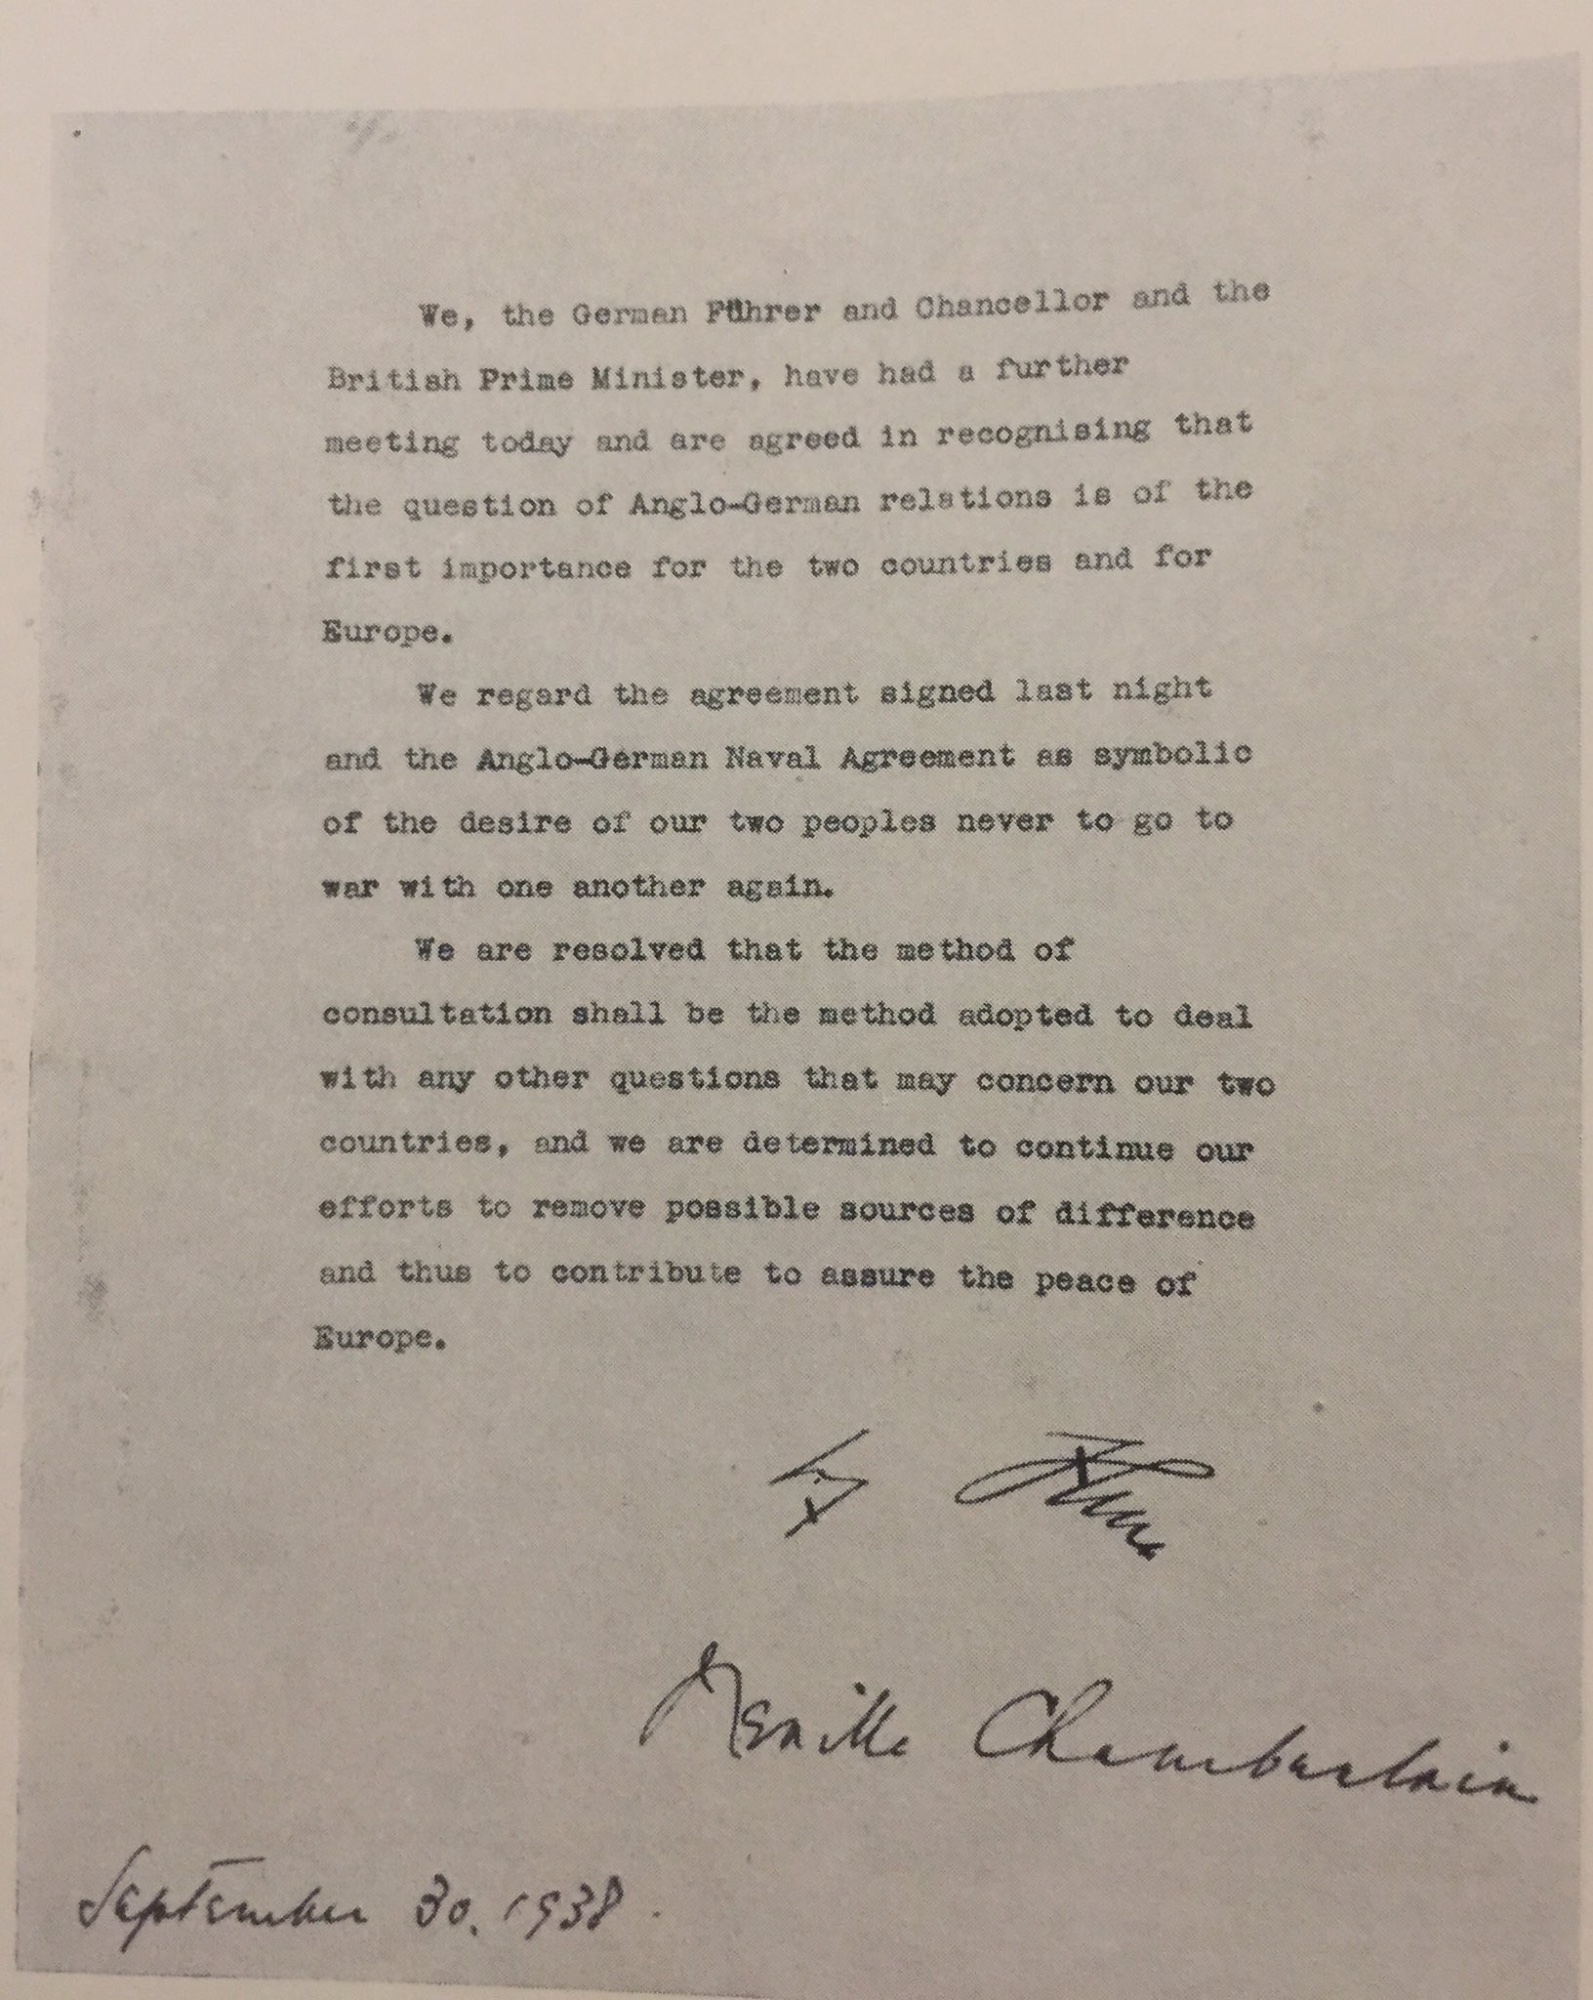 We, the German Führer and Chancellor and the
British Prime Minister, have had a further
meeting today and are agreed in recognising that
the question of Anglo-German relations is of the
first importance for the two countries and for
Europe.
We regard the agreement signed last night
and the Anglo-German Naval Agreement as symbolic
of the desire of our two peoples never to go to
war with one another again.
We are resolved that the method of
consultation shall be the method adopted to deal
with any other questions that may concern our two
countries, and we are determined to continue our
efforts to remove possible sources of difference
and thus to contribute to assure the peace of
Europe.
Neville Chamberlain
September 30. 1938.